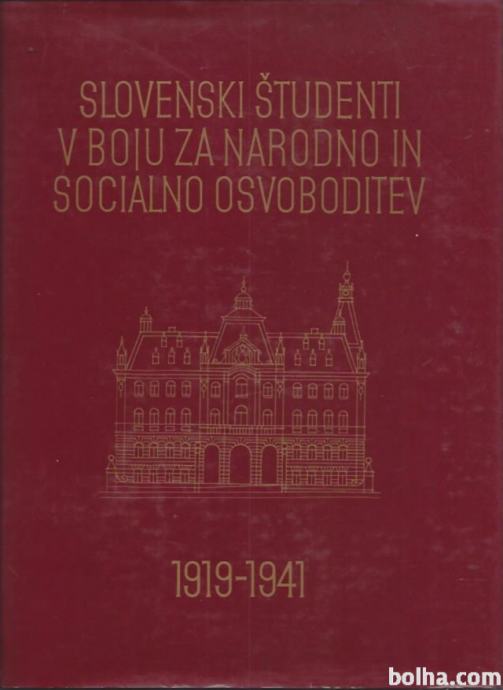 SLOVENSKI ŠTUDENTI
V BOJU ZA NARODNO IN
SOCIALNO OSVOBODITEV
1919-1941
bolha.com